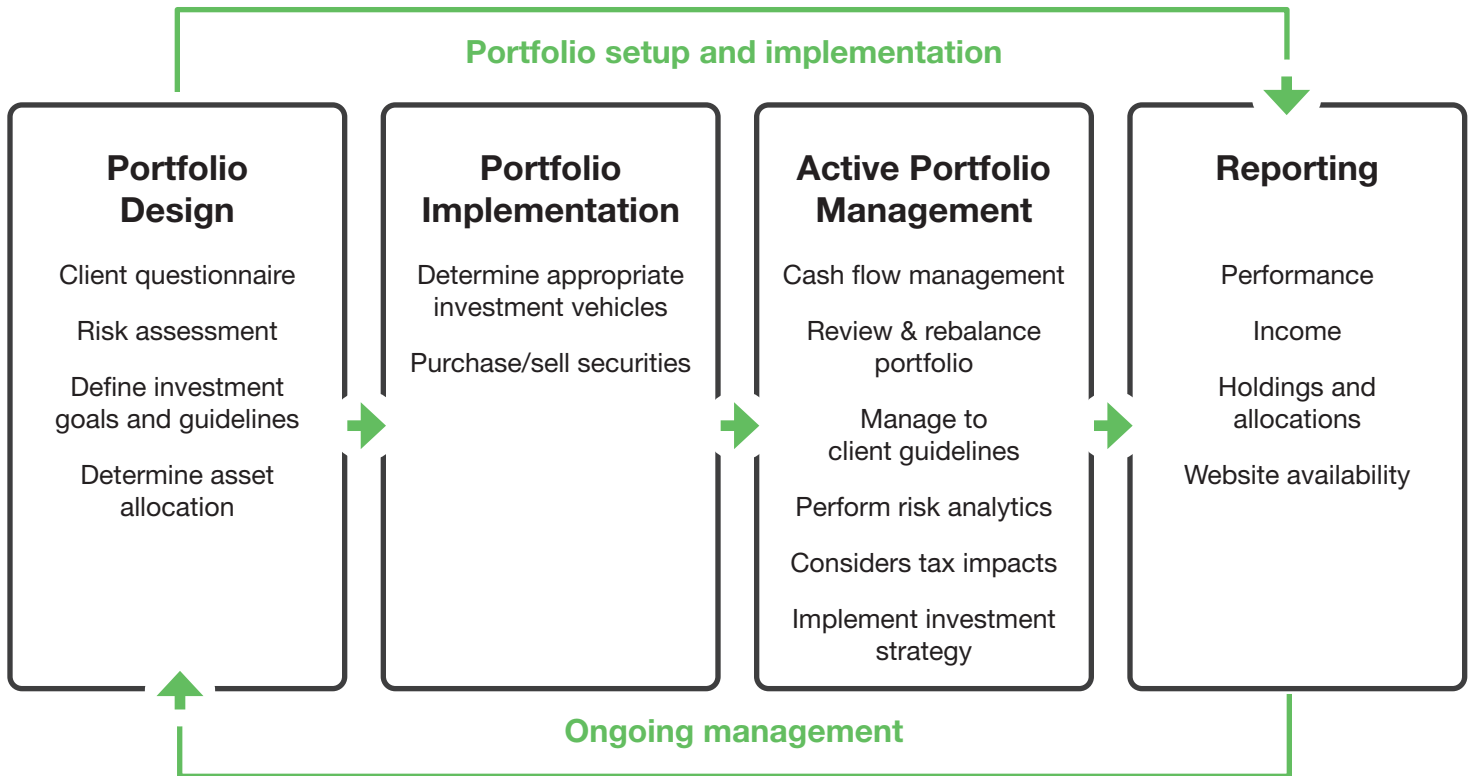 Portfolio setup and implementation
Portfolio
Design
Client questionnaire
Risk assessment
Define investment
goals and guidelines
Determine asset
allocation
Portfolio
Implementation
Determine appropriate
investment vehicles
Purchase/sell securities
Active Portfolio
Management
Cash flow management
Review & rebalance
portfolio
Manage to
client guidelines
Perform risk analytics
Considers tax impacts
Implement investment
strategy
Reporting
Performance
Income
Holdings and
allocations
Website availability
Ongoing management